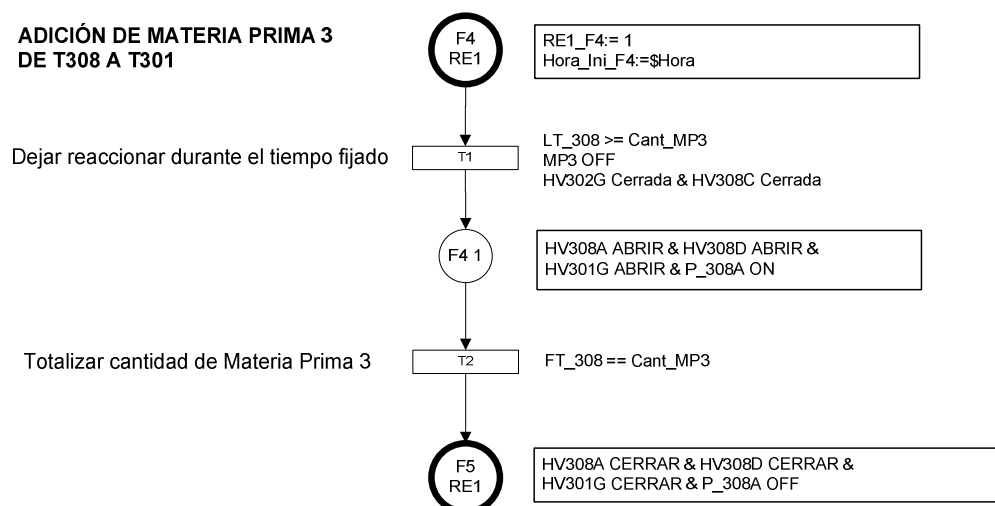 ADICIÓN DE MATERIA PRIMA 3
DE T308 A T301
F4
RE1
RE1_F4:= 1
Hora_Ini_F4:=$Hora
Dejar reaccionar durante el tiempo fijado
T1
LT_308 >= Cant_MP3
MP3 OFF
HV302G Cerrada & HV308C Cerrada
F4 1
HV308A ABRIR & HV308D ABRIR &
HV301G ABRIR & P_308A ON
Totalizar cantidad de Materia Prima 3
T2
FT_308 == Cant_MP3
F5
RE1
HV308A CERRAR & HV308D CERRAR &
HV301G CERRAR & P_308A OFF